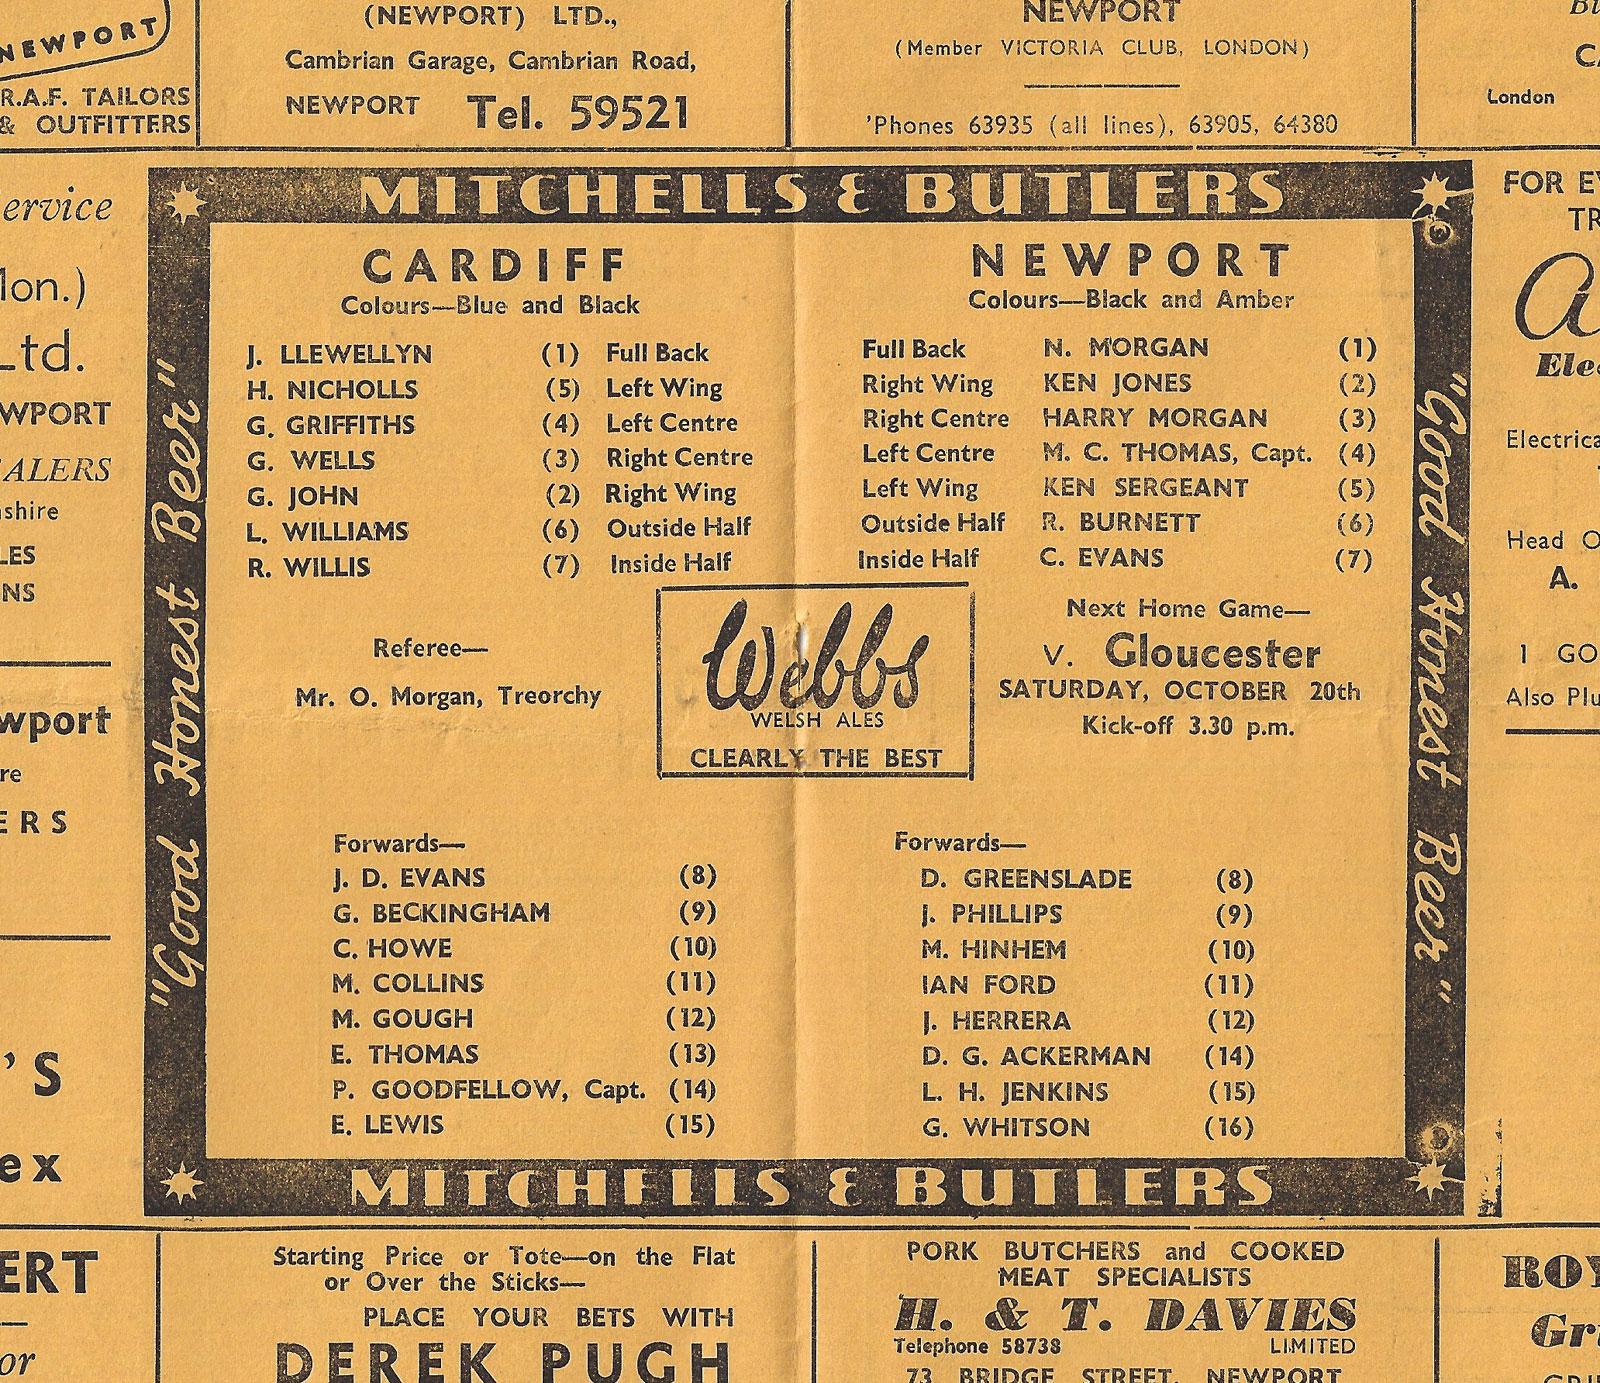 NEWPORT
R.A.F. TAILORS
& OUTFITTERS
(NEWPORT) LTD.,
Cambrian Garage, Cambrian Road,
NEWPORT Tel. 59521
NEWPORT
(Member VICTORIA CLUB, LONDON)
'Phones 63935 (all lines), 63905, 64380
London
ervice
Ion.)
Ltd.
WPORT
ALERS
shire
LES
NS
wport
re
ERS
'S
ex
MITCHELLS & BUTLERS
"Good Honest Beer"
CARDIFF
Colours—Blue and Black
J. LLEWELLYN (1) Full Back
H. NICHOLLS (5) Left Wing
G. GRIFFITHS (4) Left Centre
G. WELLS (3) Right Centre
G. JOHN (2) Right Wing
L. WILLIAMS (6) Outside Half
R. WILLIS (7) Inside Half
NEWPORT
Colours—Black and Amber
Full Back N. MORGAN (1)
Right Wing KEN JONES (2)
Right Centre HARRY MORGAN (3)
Left Centre M. C. THOMAS, Capt. (4)
Left Wing KEN SERGEANT (5)
Outside Half R. BURNETT (6)
Inside Half C. EVANS (7)
Referee—
Mr. O. Morgan, Treorchy
Webbs
WELSH ALES
CLEARLY THE BEST
Next Home Game—
v. Gloucester
SATURDAY, OCTOBER 20th
Kick-off 3.30 p.m.
Forwards—
J. D. EVANS (8)
G. BECKINGHAM (9)
C. HOWE (10)
M. COLLINS (11)
M. GOUGH (12)
E. THOMAS (13)
P. GOODFELLOW, Capt. (14)
E. LEWIS (15)
Forwards—
D. GREENSLADE (8)
J. PHILLIPS (9)
M. HINHEM (10)
IAN FORD (11)
J. HERRERA (12)
D. G. ACKERMAN (14)
L. H. JENKINS (15)
G. WHITSON (16)
"Good Honest Beer"
MITCHELLS & BUTLERS
FOR EV
TR
Ele
Electrica
Head O
A.
1 GO
Also Plu
ERT
or
Starting Price or Tote—on the Flat
or Over the Sticks—
PLACE YOUR BETS WITH
DEREK PUGH
PORK BUTCHERS and COOKED
MEAT SPECIALISTS
H. & T. DAVIES
Telephone 58738 LIMITED
73 BRIDGE STREET, NEWPORT
ROY
Gr